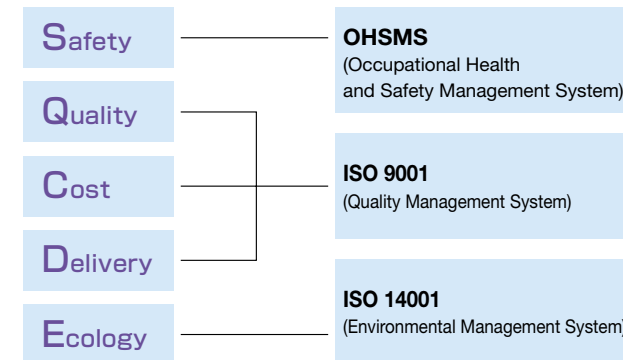 Safety
OHSMS
(Occupational Health
and Safety Management System)
Quality
Cost
ISO 9001
(Quality Management System)
Delivery
Ecology
ISO 14001
(Environmental Management System)